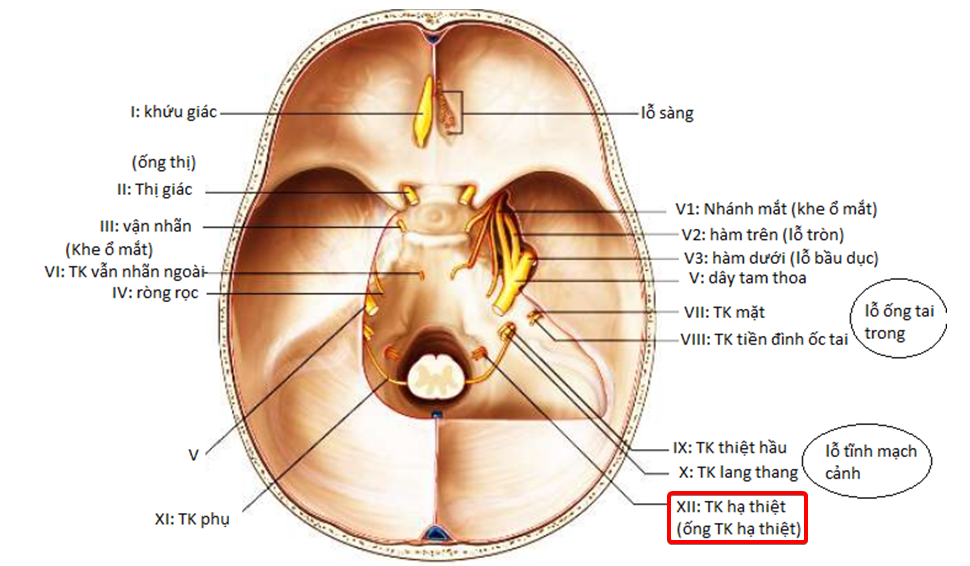 I: khứu giác
lỗ sàng
(ống thị)
II: Thị giác
III: vận nhãn
(Khe ổ mắt)
VI: TK vẫn nhãn ngoài
IV: ròng rọc
V1: Nhánh mắt (khe ổ mắt)
V2: hàm trên (lỗ tròn)
V3: hàm dưới (lỗ bầu dục)
V: dây tam thoa
VII: TK mặt
VIII: TK tiền đình ốc tai
lỗ ống tai
trong
V
XI: TK phụ
IX: TK thiệt hầu
X: TK lang thang
lỗ tĩnh mạch
cảnh
XII: TK hạ thiệt
(ống TK hạ thiệt)